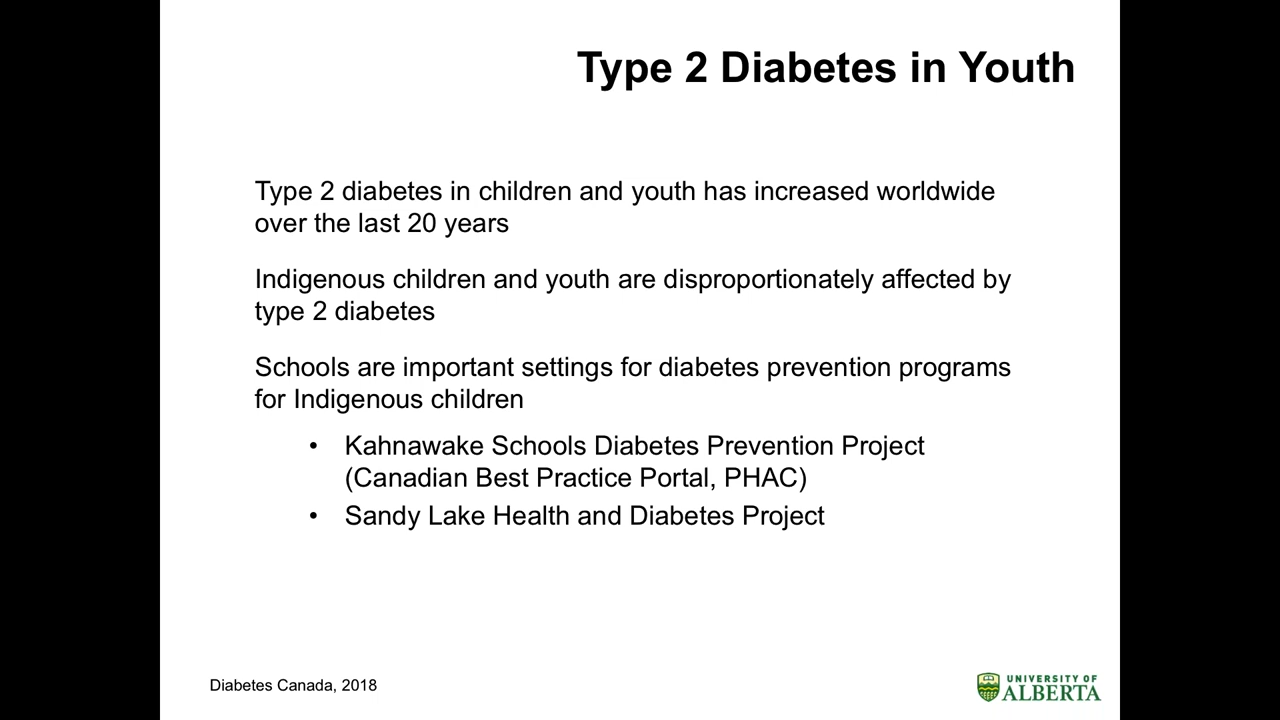 Type 2 Diabetes in Youth
Type 2 diabetes in children and youth has increased worldwide
over the last 20 years
Indigenous children and youth are disproportionately affected by
type 2 diabetes
Schools are important settings for diabetes prevention programs
for Indigenous children
• Kahnawake Schools Diabetes Prevention Project
(Canadian Best Practice Portal, PHAC)
• Sandy Lake Health and Diabetes Project
Diabetes Canada, 2018
UNIVERSITY OF
ALBERTA